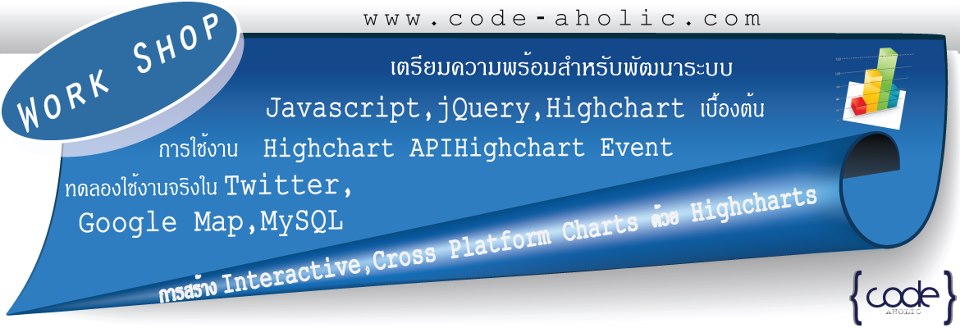 www.code-aholic.com
WORK SHOP
เตรียมความพร้อมสำหรับพัฒนาระบบ
Javascript,jQuery,Highchart เบื้องต้น
การใช้งาน Highchart APIHighchart Event
ทดลองใช้งานจริงใน Twitter,
Google Map,MySQL
การสร้าง Interactive,Cross Platform Charts ด้วย Highcharts
{code}
AHOLIC